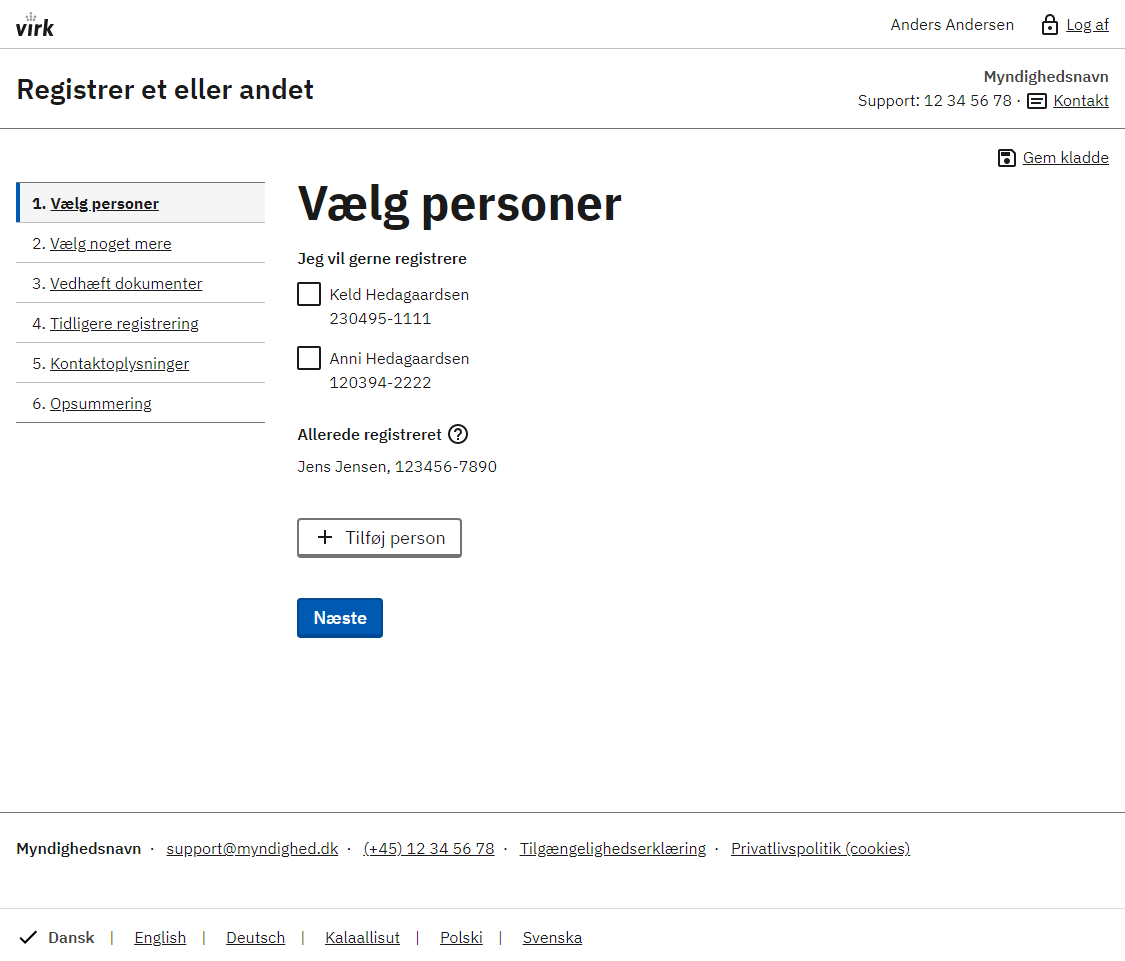 virk
Anders Andersen
Log af
Registrer et eller andet
Myndighedsnavn
Support: 12 34 56 78 · Kontakt
Gem kladde
1. Vælg personer
2. Vælg noget mere
3. Vedhæft dokumenter
4. Tidligere registrering
5. Kontaktoplysninger
6. Opsummering
Vælg personer
Jeg vil gerne registrere
Keld Hedagaardsen
230495-1111
Anni Hedagaardsen
120394-2222
Allerede registreret
Jens Jensen, 123456-7890
Tilføj person
Næste
Myndighedsnavn · support@myndighed.dk · (+45) 12 34 56 78 · Tilgængelighedserklæring · Privatlivspolitik (cookies)
Dansk | English | Deutsch | Kalaallisut | Polski | Svenska